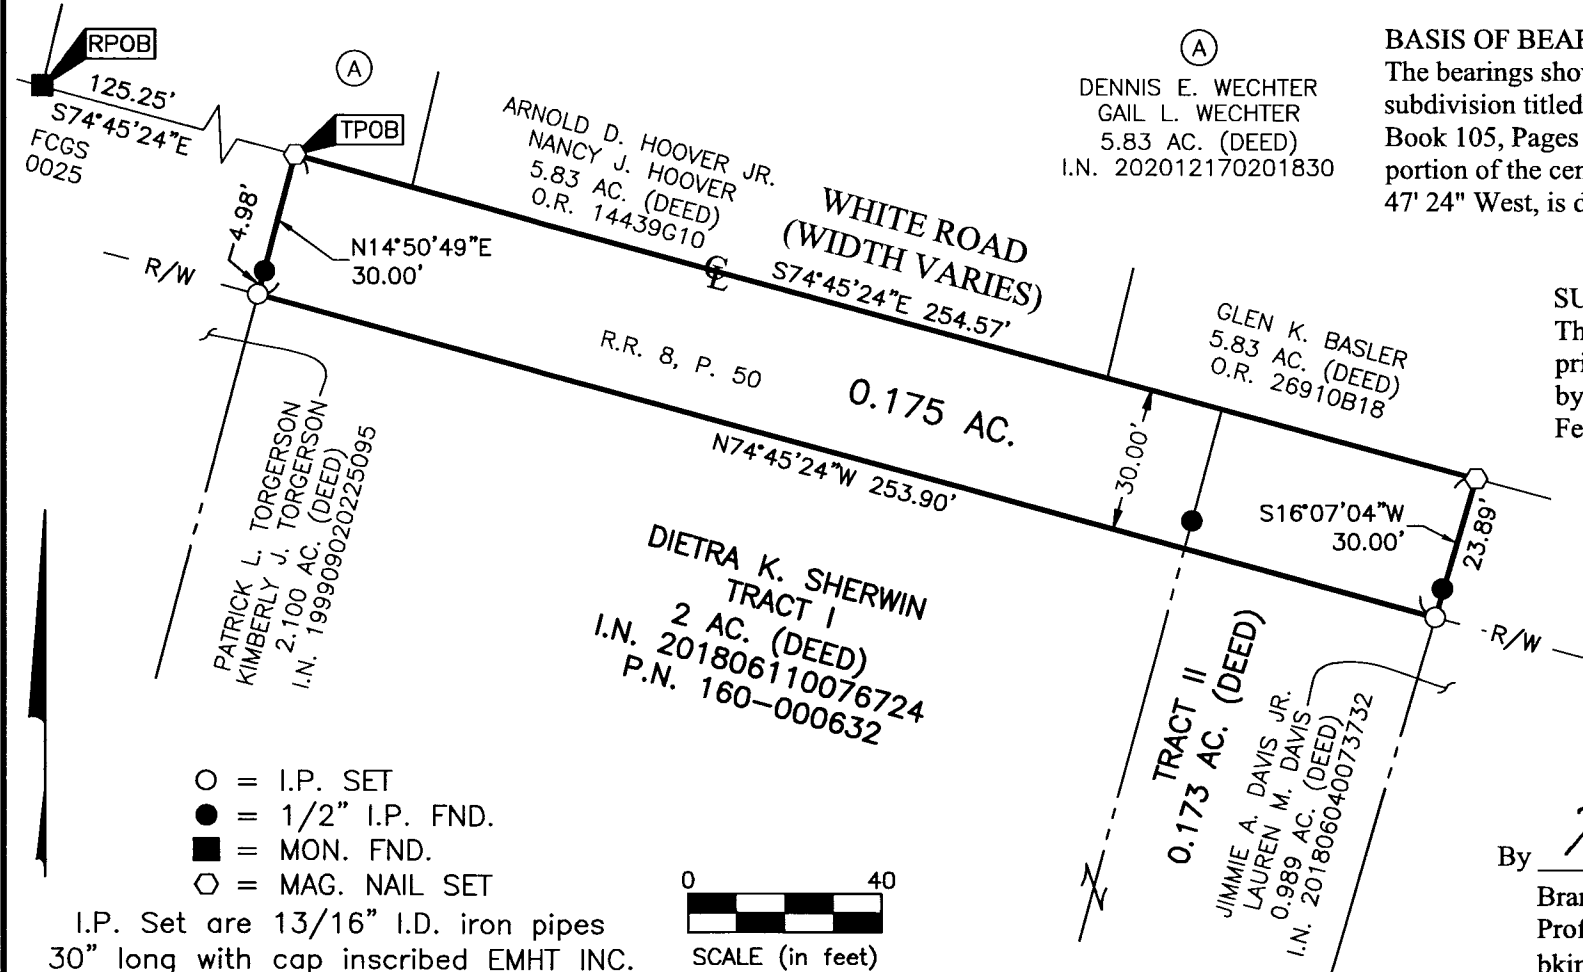 RPOB
125.25'
S74°45'24"E
FCGS
0025
A
TPOB
ARNOLD D. HOOVER JR.
NANCY J. HOOVER
5.83 AC. (DEED)
O.R. 14439G10
WHITE ROAD
(WIDTH VARIES)
A
DENNIS E. WECHTER
GAIL L. WECHTER
5.83 AC. (DEED)
I.N. 202012170201830
BASIS OF BEAR
The bearings show
subdivision titled
Book 105, Pages
portion of the cen
47' 24" West, is d
4.98'
N14°50'49"E
30.00'
R/W
℄
S74°45'24"E 254.57'
GLEN K. BASLER
5.83 AC. (DEED)
O.R. 26910B18
SU
Th
pri
by
Fe
R.R. 8, P. 50
0.175 AC.
30.00'
N74°45'24"W 253.90'
S16°07'04"W
30.00'
23.89'
R/W
PATRICK L. TORGERSON
KIMBERLY J. TORGERSON
2.100 AC. (DEED)
I.N. 199909020225095
DIETRA K. SHERWIN
TRACT I
2 AC. (DEED)
I.N. 201806110076724
P.N. 160-000632
TRACT II
0.173 AC. (DEED)
JIMMIE A. DAVIS JR.
LAUREN M. DAVIS
0.989 AC. (DEED)
I.N. 201806040073732
= I.P. SET
= 1/2" I.P. FND.
= MON. FND.
= MAG. NAIL SET
I.P. Set are 13/16" I.D. iron pipes
30" long with cap inscribed EMHT INC.
0 40
SCALE (in feet)
By
Bran
Prof
bkin